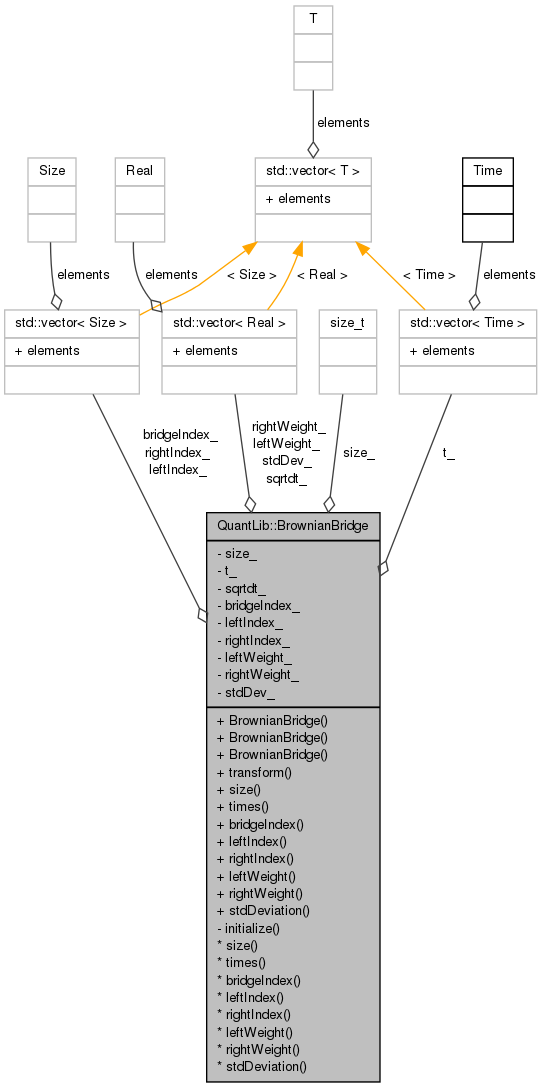 T
elements
std::vector< T >
+ elements
Size
Real
Time
elements
elements
elements
< Size >
< Real >
< Time >
std::vector< Size >
+ elements
std::vector< Real >
+ elements
size_t
std::vector< Time >
+ elements
bridgeIndex_
rightIndex_
leftIndex_
rightWeight_
leftWeight_
stdDev_
sqrtdt_
size_
t_
QuantLib::BrownianBridge
- size_
- t_
- sqrtdt_
- bridgeIndex_
- leftIndex_
- rightIndex_
- leftWeight_
- rightWeight_
- stdDev_
+ BrownianBridge()
+ BrownianBridge()
+ BrownianBridge()
+ transform()
+ size()
+ times()
+ bridgeIndex()
+ leftIndex()
+ rightIndex()
+ leftWeight()
+ rightWeight()
+ stdDeviation()
- initialize()
* size()
* times()
* bridgeIndex()
* leftIndex()
* rightIndex()
* leftWeight()
* rightWeight()
* stdDeviation()